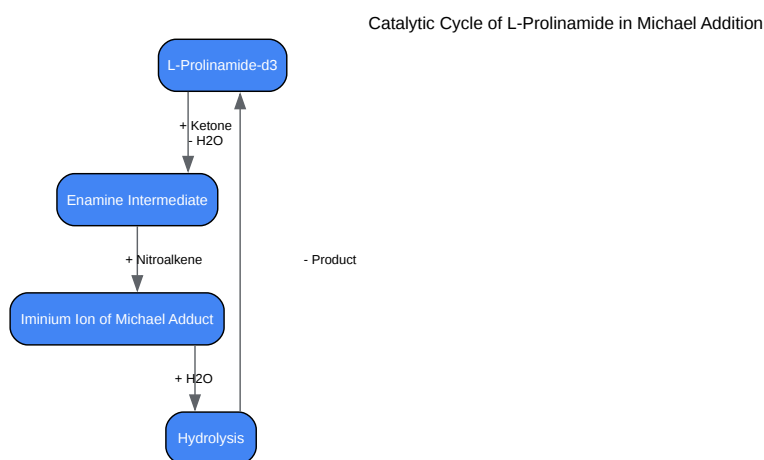 Catalytic Cycle of L-Prolinamide in Michael Addition
L-Prolinamide-d3
+ Ketone
- H2O
Enamine Intermediate
+ Nitroalkene
- Product
Iminium Ion of Michael Adduct
+ H2O
Hydrolysis